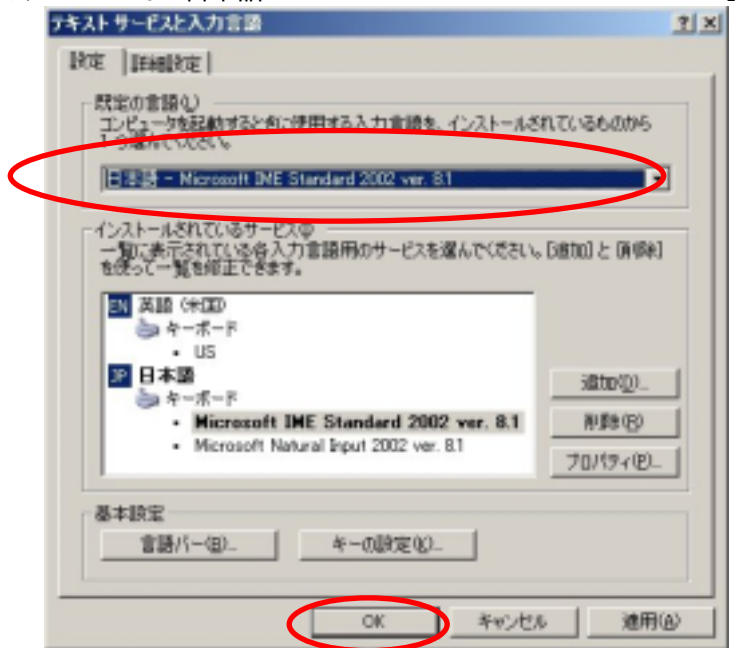 テキスト サービスと入力言語
設定
詳細設定
既定の言語(L)
コンピュータを起動するときに使用する入力言語を、インストールされているものから
1つ選んでください。
日本語 - Microsoft IME Standard 2002 ver. 8.1
インストールされているサービス(I)
一覧に表示されている各入力言語用のサービスを選んでください。[追加] と [削除]
を使って一覧を修正できます。
EN 英語 (米国)
キーボード
• US
JP 日本語
キーボード
• Microsoft IME Standard 2002 ver. 8.1
• Microsoft Natural Input 2002 ver. 8.1
追加(D)...
削除(R)
プロパティ(P)...
基本設定
言語バー(B)...
キーの設定(K)...
OK
キャンセル
適用(A)